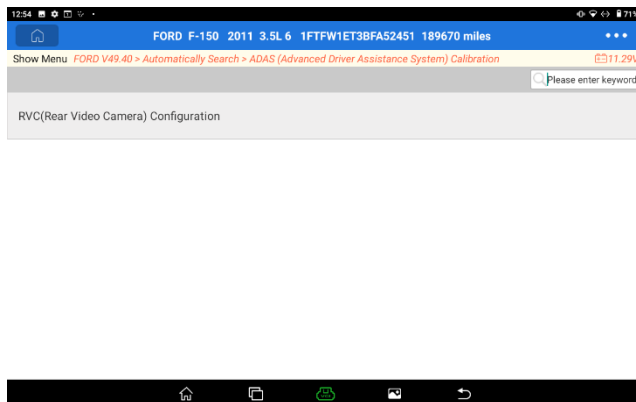 12:54 71%
FORD F-150 2011 3.5L 6 1FTFW1ET3BFA52451 189670 miles
Show Menu FORD V49.40 > Automatically Search > ADAS (Advanced Driver Assistance System) Calibration 11.29V
Please enter keyword
RVC(Rear Video Camera) Configuration